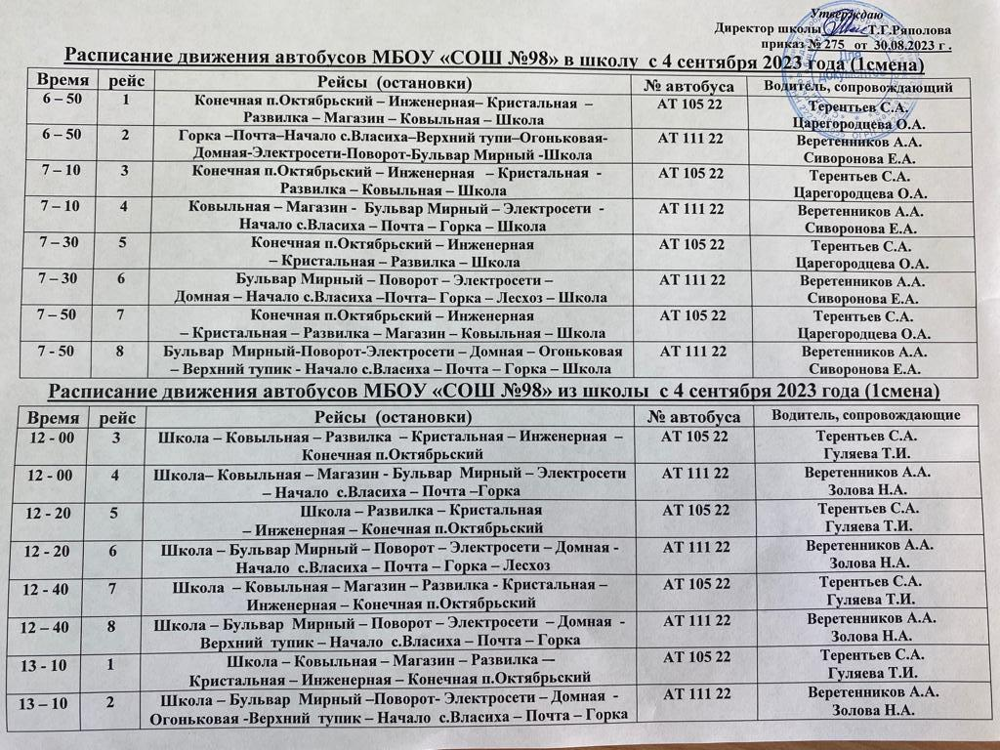 Утверждаю
Директор школы Т.Г.Ряполова
приказ № 275 от 30.08.2023 г .
Расписание движения автобусов МБОУ «СОШ №98» в школу с 4 сентября 2023 года (1смена)
Время рейс Рейсы (остановки) № автобуса Водитель, сопровождающий
6 – 50 1 Конечная п.Октябрьский – Инженерная– Кристальная – АТ 105 22 Терентьев С.А.
Развилка – Магазин – Ковыльная – Школа Царегородцева О.А.
6 – 50 2 Горка –Почта–Начало с.Власиха–Верхний тупи–Огоньковая- АТ 111 22 Веретенников А.А.
Домная-Электросети-Поворот-Бульвар Мирный -Школа Сиворонова Е.А.
7 – 10 3 Конечная п.Октябрьский – Инженерная – Кристальная - АТ 105 22 Терентьев С.А.
Развилка – Ковыльная – Школа Царегородцева О.А.
7 – 10 4 Ковыльная – Магазин - Бульвар Мирный – Электросети - АТ 111 22 Веретенников А.А.
Начало с.Власиха – Почта – Горка – Школа Сиворонова Е.А.
7 – 30 5 Конечная п.Октябрьский – Инженерная АТ 105 22 Терентьев С.А.
– Кристальная – Развилка – Школа Царегородцева О.А.
7 – 30 6 Бульвар Мирный – Поворот – Электросети – АТ 111 22 Веретенников А.А.
Домная – Начало с.Власиха –Почта– Горка – Лесхоз – Школа Сиворонова Е.А.
7 – 50 7 Конечная п.Октябрьский – Инженерная АТ 105 22 Терентьев С.А.
– Кристальная – Развилка – Магазин – Ковыльная – Школа Царегородцева О.А.
7 - 50 8 Бульвар Мирный-Поворот-Электросети – Домная – Огоньковая АТ 111 22 Веретенников А.А.
– Верхний тупик - Начало с.Власиха – Почта – Горка – Школа Сиворонова Е.А.
Расписание движения автобусов МБОУ «СОШ №98» из школы с 4 сентября 2023 года (1смена)
Время рейс Рейсы (остановки) № автобуса Водитель, сопровождающие
12 - 00 3 Школа – Ковыльная – Развилка – Кристальная – Инженерная – АТ 105 22 Терентьев С.А.
Конечная п.Октябрьский Гуляева Т.И.
12 - 00 4 Школа– Ковыльная – Магазин - Бульвар Мирный – Электросети АТ 111 22 Веретенников А.А.
– Начало с.Власиха – Почта –Горка Золова Н.А.
12 - 20 5 Школа – Развилка – Кристальная АТ 105 22 Терентьев С.А.
– Инженерная – Конечная п.Октябрьский Гуляева Т.И.
12 - 20 6 Школа – Бульвар Мирный – Поворот – Электросети – Домная - АТ 111 22 Веретенников А.А.
Начало с.Власиха – Почта – Горка – Лесхоз Золова Н.А.
12 - 40 7 Школа – Ковыльная – Магазин – Развилка - Кристальная – АТ 105 22 Терентьев С.А.
Инженерная – Конечная п.Октябрьский Гуляева Т.И.
12 – 40 8 Школа – Бульвар Мирный – Поворот – Электросети – Домная - АТ 111 22 Веретенников А.А.
Верхний тупик – Начало с.Власиха – Почта – Горка Золова Н.А.
13 - 10 1 Школа – Ковыльная – Магазин – Развилка –- АТ 105 22 Терентьев С.А.
Кристальная – Инженерная – Конечная п.Октябрьский Гуляева Т.И.
13 – 10 2 Школа – Бульвар Мирный –Поворот- Электросети – Домная - АТ 111 22 Веретенников А.А.
Огоньковая -Верхний тупик – Начало с.Власиха – Почта – Горка Золова Н.А.
Для
документов